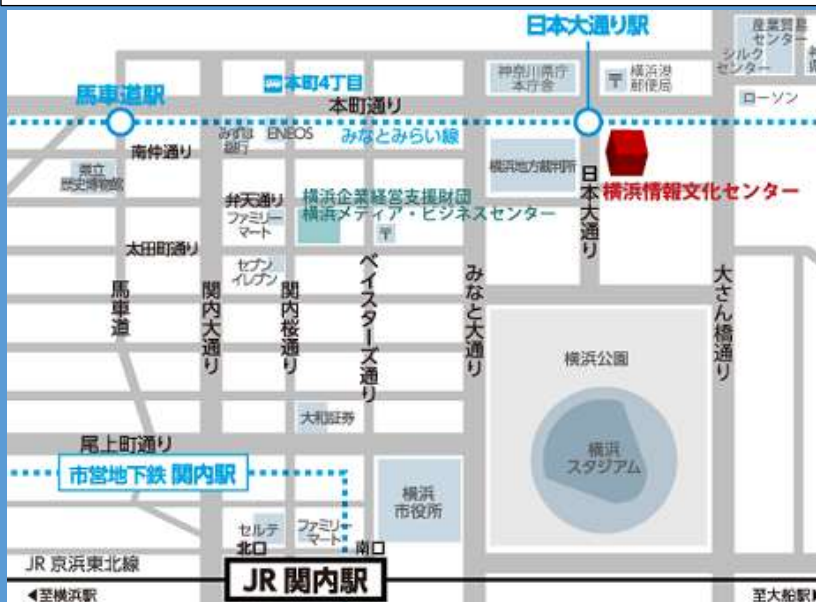 日本大通り駅
産業貿易
センター
シルク
センター
神奈川県庁
本庁舎
〒
横浜港
郵便局
本町4丁目
馬車道駅
本町通り
ローソン
みずほ
銀行
ENEOS
みなとみらい線
南仲通り
県立
歴史博物館
横浜地方裁判所
日本大通り
横浜情報文化センター
弁天通り
ファミリー
マート
横浜企業経営支援財団
横浜メディア・ビジネスセンター
〒
太田町通り
セブン
イレブン
馬車道
関内大通り
関内桜通り
ベイスターズ通り
みなと大通り
大さん橋通り
横浜公園
大和証券
尾上町通り
横浜
スタジアム
市営地下鉄 関内駅
横浜
市役所
セルテ
北口
ファミリー
マート
南口
JR 京浜東北線
JR 関内駅
◀至横浜駅
至大船駅▶